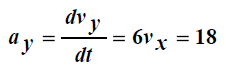 a_y = dv_y/dt = 6v_x = 18